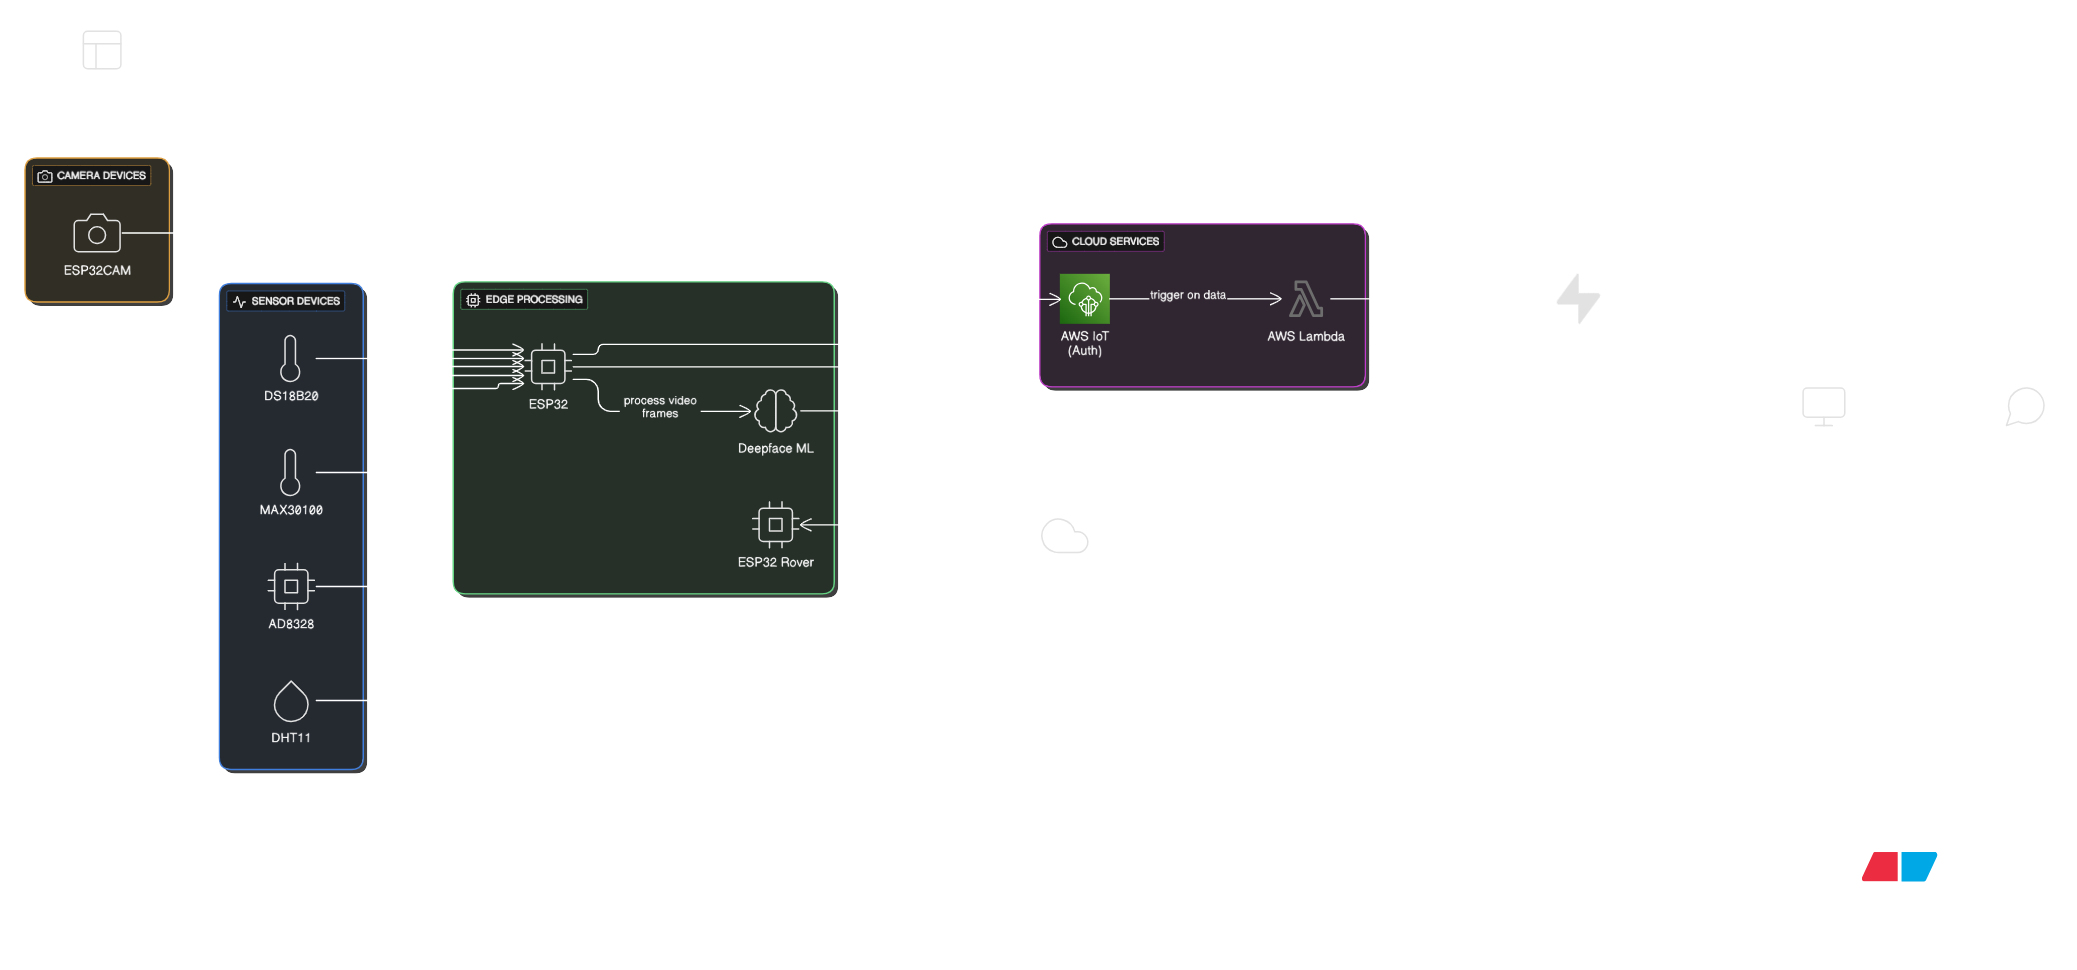 CAMERA DEVICES
ESP32CAM
SENSOR DEVICES
DS18B20
MAX30100
AD8328
DHT11
EDGE PROCESSING
ESP32
process video
frames
Deepface ML
ESP32 Rover
CLOUD SERVICES
AWS IoT
(Auth)
trigger on data
AWS Lambda